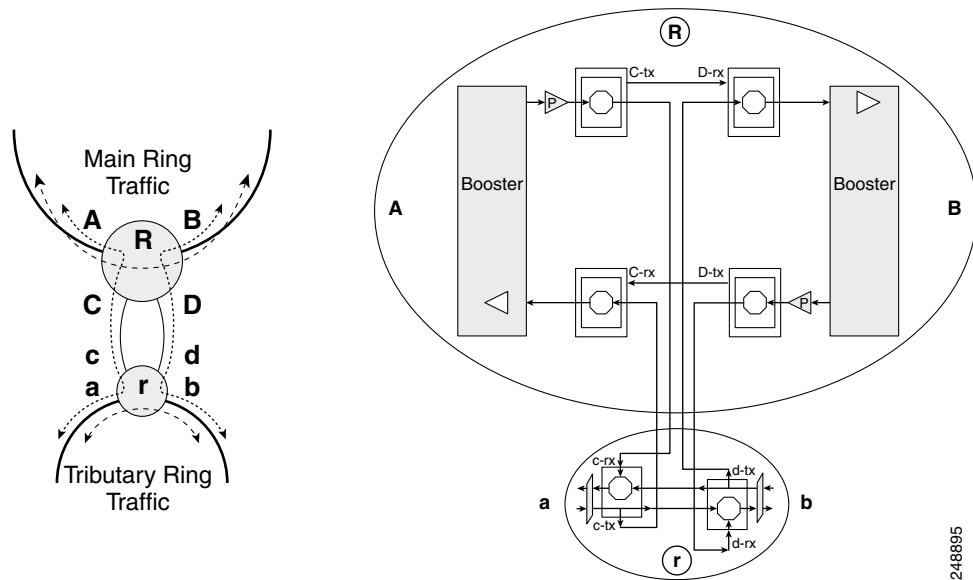 Main Ring
Traffic
A
B
R
C
D
c
d
a
r
b
Tributary Ring
Traffic
R
C-tx
D-rx
P
Booster
Booster
A
B
C-rx
D-tx
P
c-rx
d-tx
a
b
c-tx
d-rx
r
248895